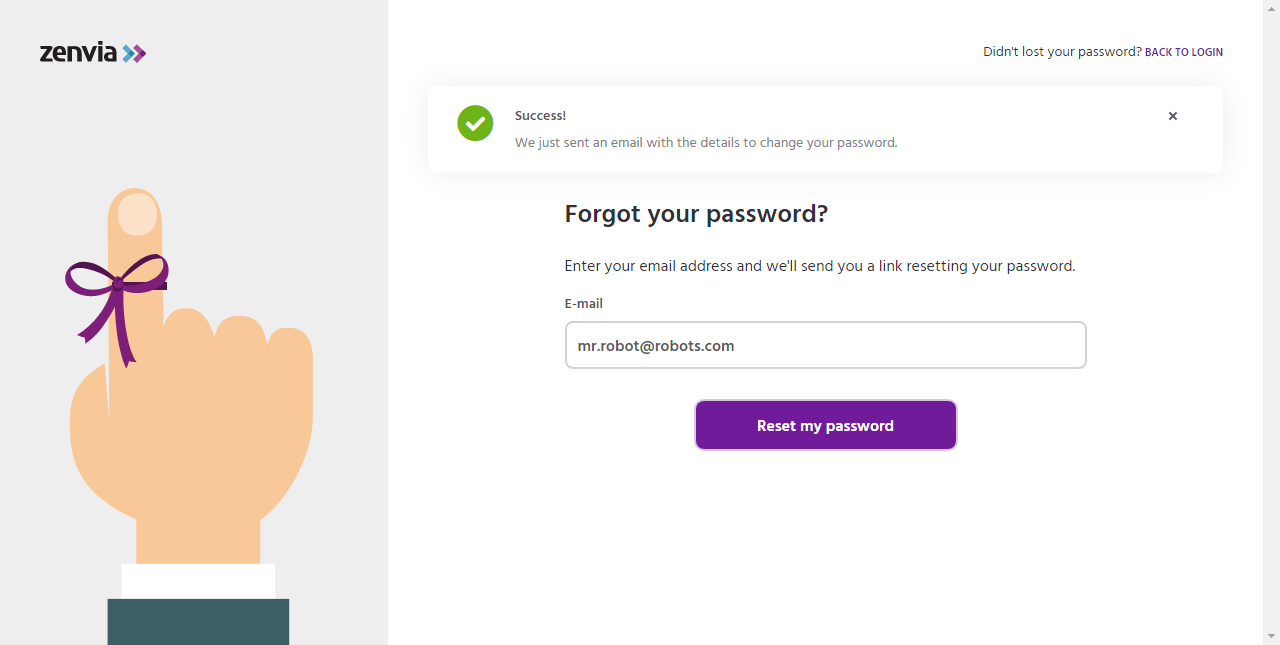 zenvia
Didn't lost your password? BACK TO LOGIN
Success!
We just sent an email with the details to change your password.
Forgot your password?
Enter your email address and we'll send you a link resetting your password.
E-mail
mr.robot@robots.com
Reset my password